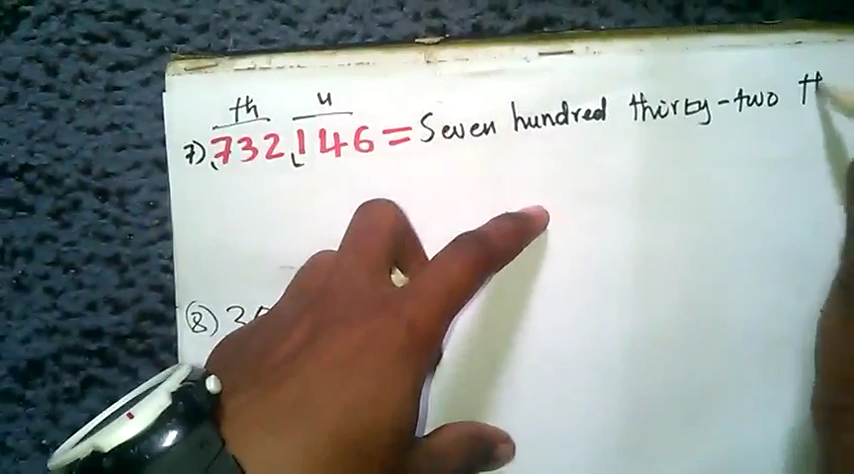 th u
7) 732 146 = Seven hundred thirty-two
8)